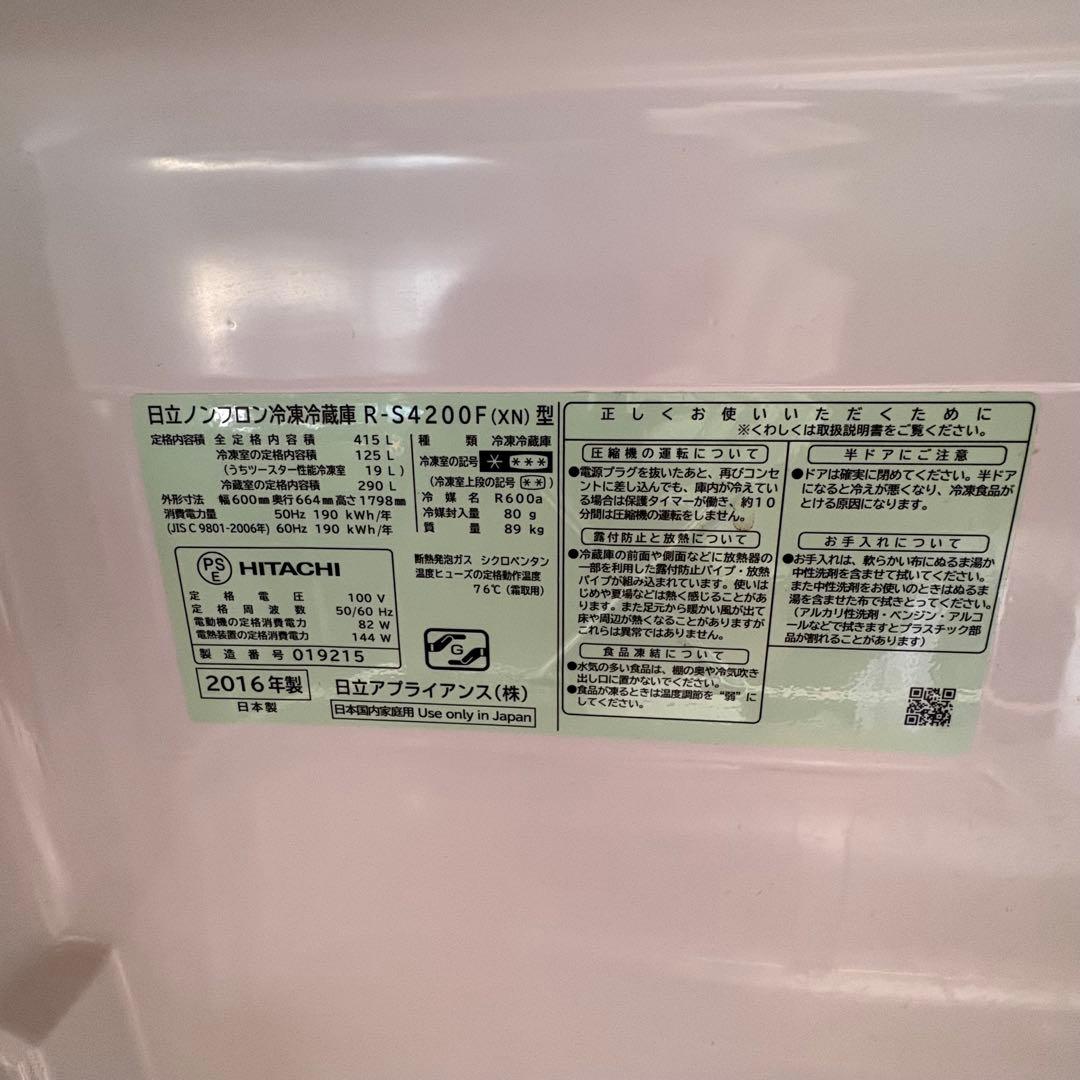 日立ノンフロン冷凍冷蔵庫 R-S4200F(XN) 型
定格内容積 全定格内容積 415 L
冷凍室の定格内容積 125 L
(うちツースター性能冷凍室 19 L)
冷蔵室の定格内容積 290 L
外形寸法 幅600mm奥行664mm高さ1798mm
消費電力量 50Hz 190 kWh/年
(JIS C 9801-2006年) 60Hz 190 kWh/年
種類 冷凍冷蔵庫
冷凍室の記号 * ***
(冷凍室上段の記号 **)
冷媒名 R600a
冷媒封入量 80 g
質量 89 kg
断熱発泡ガス シクロペンタン
温度ヒューズの定格動作温度
76℃(霜取用)
PS
E
HITACHI
定格電圧 100 V
定格周波数 50/60 Hz
電動機の定格消費電力 82 W
電熱装置の定格消費電力 144 W
製造番号 019215
2016年製
日本製
G
日立アプライアンス(株)
日本国内家庭用 Use only in Japan
正しくお使いいただくために
※くわしくは取扱説明書をご覧ください。
圧縮機の運転について
●電源プラグを抜いたあと、再びコンセ
ントに差し込んでも、庫内が冷えてい
る場合は保護タイマーが働き、約10
分間は圧縮機の運転をしません。
露付防止と放熱について
●冷蔵庫の前面や側面などに放熱器の
一部を利用した露付防止パイプ・放熱
パイプが組み込まれています。使いは
じめや夏場などは熱く感じることがあ
ります。また足元から暖かい風が出て
床や周辺が熱くなることがありますが
これらは異常ではありません。
食品凍結について
●水気の多い食品は、棚の奥や冷気吹き
出し口に置かないでください。
●食品が凍るときは温度調節を“弱”に
してください。
半ドアにご注意
●ドアは確実に閉めてください。半ドア
になると冷えが悪くなり、冷凍食品が
とける原因になります。
お手入れについて
●お手入れは、軟らかい布にぬるま湯か
中性洗剤を含ませて拭いてください。
また中性洗剤をお使いのときはぬるま
湯を含ませた布で拭きとってください。
(アルカリ性洗剤・ベンジン・アルコ
ールなどで拭きますとプラスチック部
品が割れることがあります)